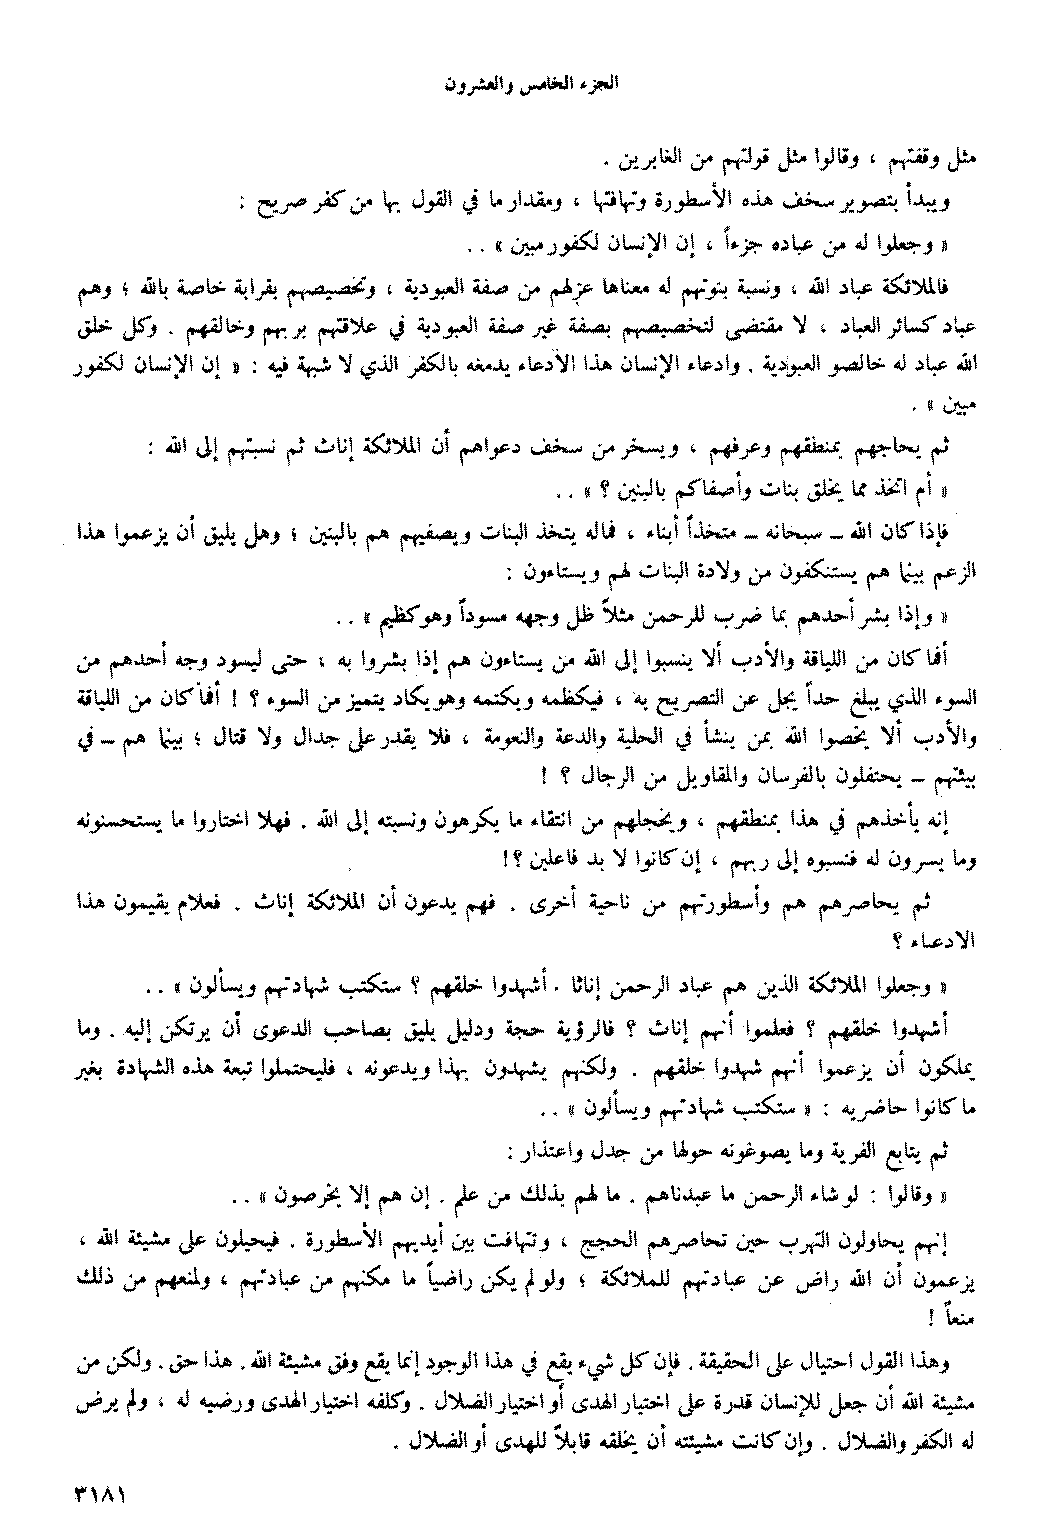 الجزء الخامس والعشرون
مثل وقفتهم ، وقالوا مثل قولتهم من الغابرين .
ويبدأ بتصوير سخف هذه الأسطورة وتهافتها ، ومقدار ما في القول بها من كفر صريح :
« وجعلوا له من عباده جزءاً ، إن الإنسان لكفور مبين » . .
فالملائكة عباد الله ، ونسبة بنوتهم له معناها عزلهم من صفة العبودية ، وتخصيصهم بقرابة خاصة بالله ؛ وهم
عباد كسائر العباد ، لا مقتضى لتخصيصهم بصفة غير صفة العبودية في علاقتهم بربهم وخالقهم . وكل خلق
الله عباد له خالصو العبودية . وادعاء الإنسان هذا الادعاء يدمغه بالكفر الذي لا شبهة فيه : « إن الإنسان لكفور
مبين » .
ثم يحاجهم بمنطقهم وعرفهم ، ويسخر من سخف دعواهم أن الملائكة إناث ثم نسبتهم إلى الله :
« أم اتخذ مما يخلق بنات وأصفاكم بالبنين ؟ » . .
فإذا كان الله – سبحانه – متخذاً أبناء ، فماله يتخذ البنات ويصفيهم هم بالبنين ؛ وهل يليق أن يزعموا هذا
الزعم بينما هم يستنكفون من ولادة البنات لهم ويستاءون :
« وإذا بشر أحدهم بما ضرب للرحمن مثلاً ظل وجهه مسوداً وهو كظيم » . .
أفما كان من اللياقة والأدب ألا ينسبوا إلى الله من يستاءون هم إذا بشروا به ، حتى ليسود وجه أحدهم من
السوء الذي يبلغ حداً يجل عن التصريح به ، فيكظمه ويكتمه وهو يكاد يتميز من السوء ؟ ! أفما كان من اللياقة
والأدب ألا يخصوا الله بمن ينشأ في الحلية والدعة والنعومة ، فلا يقدر على جدال ولا قتال ؛ بينما هم – في
بيئتهم – يحتفلون بالفرسان والمقاويل من الرجال ؟ !
إنه يأخذهم في هذا بمنطقهم ، ويخجلهم من انتقاء ما يكرهون ونسبته إلى الله . فهلا اختاروا ما يستحسنونه
وما يسرون له فنسبوه إلى ربهم ، إن كانوا لا بد فاعلين ؟!
ثم يحاصرهم هم وأسطورتهم من ناحية أخرى . فهم يدعون أن الملائكة إناث . فعلام يقيمون هذا
الادعاء ؟
« وجعلوا الملائكة الذين هم عباد الرحمن إناثا . أشهدوا خلقهم ؟ ستكتب شهادتهم ويسألون » . .
أشهدوا خلقهم ؟ فعلموا أنهم إناث ؟ فالرؤية حجة ودليل يليق بصاحب الدعوى أن يرتكن إليه . وما
يملكون أن يزعموا أنهم شهدوا خلقهم . ولكنهم يشهدون بهذا ويدعونه ، فليحتملوا تبعة هذه الشهادة بغير
ما كانوا حاضريه : « ستكتب شهادتهم ويسألون » . .
ثم يتابع الفرية وما يصوغونه حولها من جدل واعتذار :
« وقالوا : لو شاء الرحمن ما عبدناهم . ما لهم بذلك من علم . إن هم إلا يخرصون » . .
إنهم يحاولون التهرب حين تحاصرهم الحجج ، وتتهافت بين أيديهم الأسطورة . فيحيلون على مشيئة الله ،
يزعمون أن الله راض عن عبادتهم للملائكة ؛ ولو لم يكن راضياً ما مكنهم من عبادتهم ، ولمنعهم من ذلك
منعاً !
وهذا القول احتيال على الحقيقة . فإن كل شيء يقع في هذا الوجود إنما يقع وفق مشيئة الله . هذا حق . ولكن من
مشيئة الله أن جعل للإنسان قدرة على اختيار الهدى أو اختيار الضلال . وكلفه اختيار الهدى ورضيه له ، ولم يرض
له الكفر والضلال . وإن كانت مشيئته أن يخلقه قابلاً للهدى أو الضلال .
٣١٨١